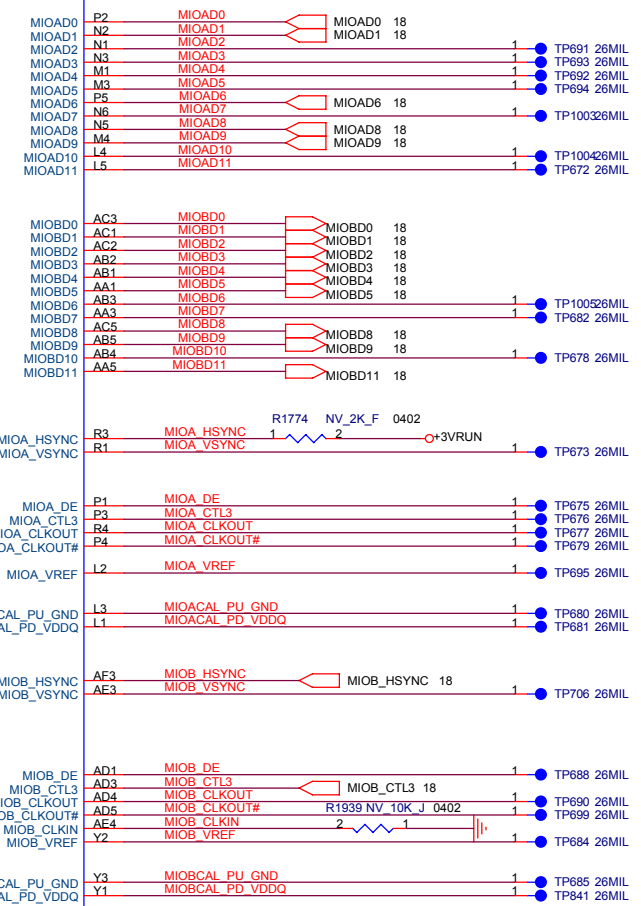 MIOAD0 P2 MIOAD0 MIOAD0 18
MIOAD1 N2 MIOAD1 MIOAD1 18
MIOAD2 N1 MIOAD2 1 TP691 26MIL
MIOAD3 N3 MIOAD3 1 TP693 26MIL
MIOAD4 M1 MIOAD4 1 TP692 26MIL
MIOAD5 M3 MIOAD5 1 TP694 26MIL
MIOAD6 P5 MIOAD6 MIOAD6 18
MIOAD7 N6 MIOAD7 1 TP1003 26MIL
MIOAD8 N5 MIOAD8 MIOAD8 18
MIOAD9 M4 MIOAD9 MIOAD9 18
MIOAD10 L4 MIOAD10 1 TP1004 26MIL
MIOAD11 L5 MIOAD11 1 TP672 26MIL
MIOBD0 AC3 MIOBD0 MIOBD0 18
MIOBD1 AC1 MIOBD1 MIOBD1 18
MIOBD2 AC2 MIOBD2 MIOBD2 18
MIOBD3 AB2 MIOBD3 MIOBD3 18
MIOBD4 AB1 MIOBD4 MIOBD4 18
MIOBD5 AA1 MIOBD5 MIOBD5 18
MIOBD6 AB3 MIOBD6 1 TP1005 26MIL
MIOBD7 AA3 MIOBD7 1 TP682 26MIL
MIOBD8 AC5 MIOBD8 MIOBD8 18
MIOBD9 AB5 MIOBD9 MIOBD9 18
MIOBD10 AB4 MIOBD10 1 TP678 26MIL
MIOBD11 AA5 MIOBD11 MIOBD11 18
R1774 NV_2K_F 0402
MIOA_HSYNC R3 MIOA_HSYNC 1 2 +3VRUN
MIOA_VSYNC R1 MIOA_VSYNC 1 TP673 26MIL
MIOA_DE P1 MIOA_DE 1 TP675 26MIL
MIOA_CTL3 P3 MIOA_CTL3 1 TP676 26MIL
IOA_CLKOUT R4 MIOA_CLKOUT 1 TP677 26MIL
OA_CLKOUT# P4 MIOA_CLKOUT# 1 TP679 26MIL
MIOA_VREF L2 MIOA_VREF 1 TP695 26MIL
CAL_PU_GND L3 MIOACAL_PU_GND 1 TP680 26MIL
AL_PD_VDDQ L1 MIOACAL_PD_VDDQ 1 TP681 26MIL
MIOB_HSYNC AF3 MIOB_HSYNC MIOB_HSYNC 18
MIOB_VSYNC AE3 MIOB_VSYNC 1 TP706 26MIL
MIOB_DE AD1 MIOB_DE 1 TP688 26MIL
MIOB_CTL3 AD3 MIOB_CTL3 MIOB_CTL3 18
IOB_CLKOUT AD4 MIOB_CLKOUT 1 TP690 26MIL
OB_CLKOUT# AD5 MIOB_CLKOUT# R1939 NV_10K_J 0402 1 TP699 26MIL
MIOB_CLKIN AE4 MIOB_CLKIN 2 1
MIOB_VREF Y2 MIOB_VREF 1 TP684 26MIL
CAL_PU_GND Y3 MIOBCAL_PU_GND 1 TP685 26MIL
AL_PD_VDDQ Y1 MIOBCAL_PD_VDDQ 1 TP841 26MIL